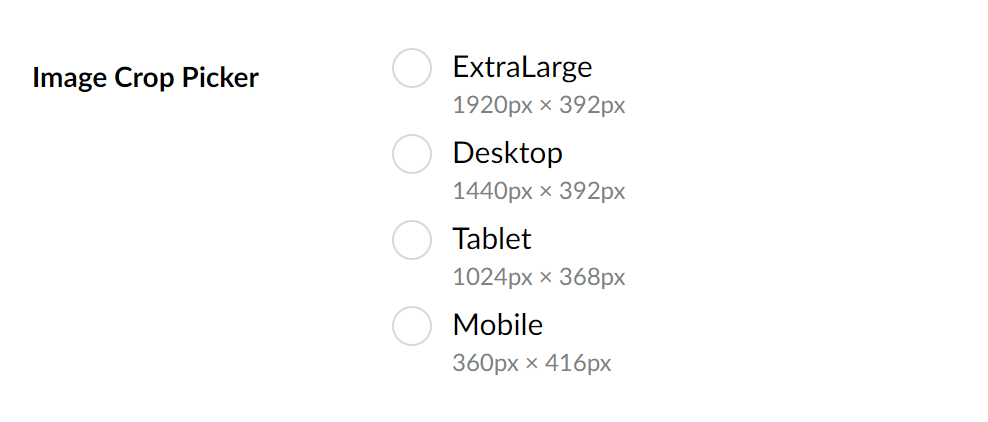 Image Crop Picker
ExtraLarge
1920px × 392px
Desktop
1440px × 392px
Tablet
1024px × 368px
Mobile
360px × 416px